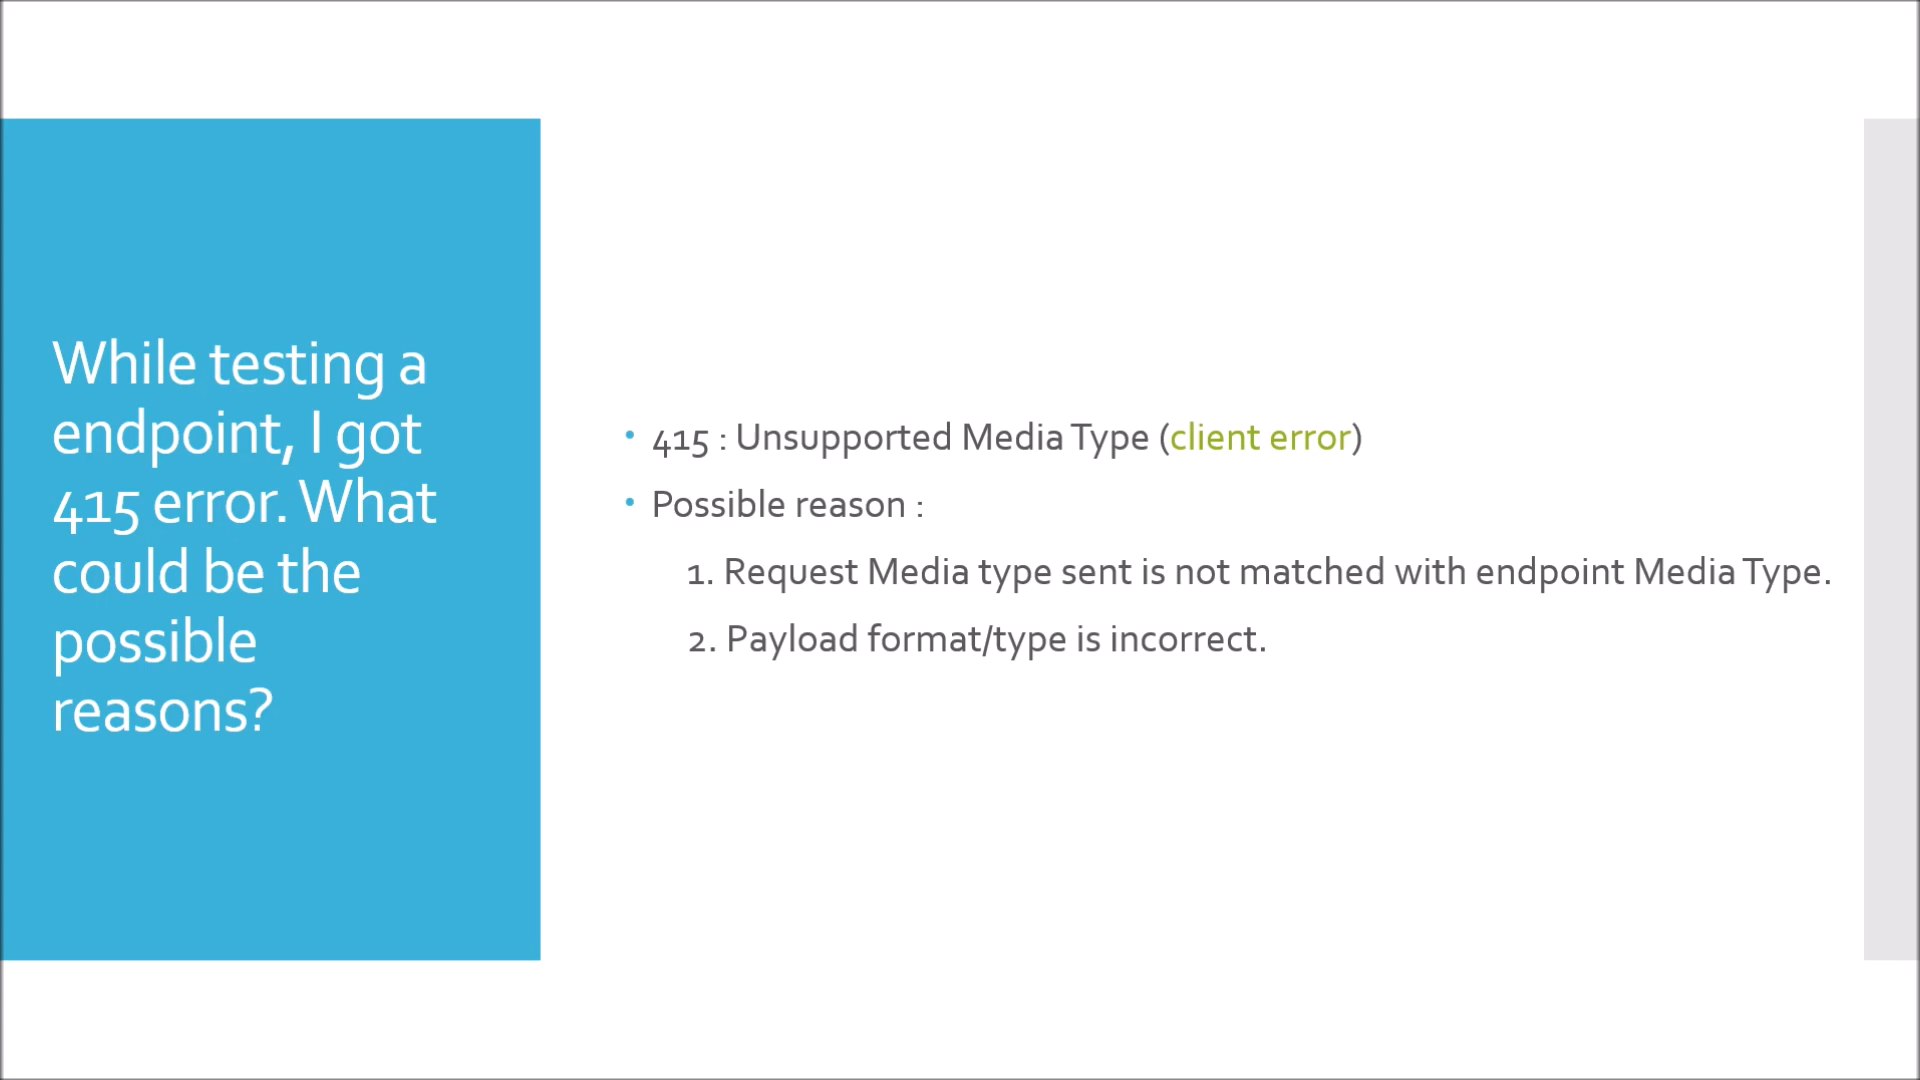 While testing a
endpoint, I got
415 error. What
could be the
possible
reasons?
• 415 : Unsupported Media Type (client error)
• Possible reason :
1. Request Media type sent is not matched with endpoint Media Type.
2. Payload format/type is incorrect.